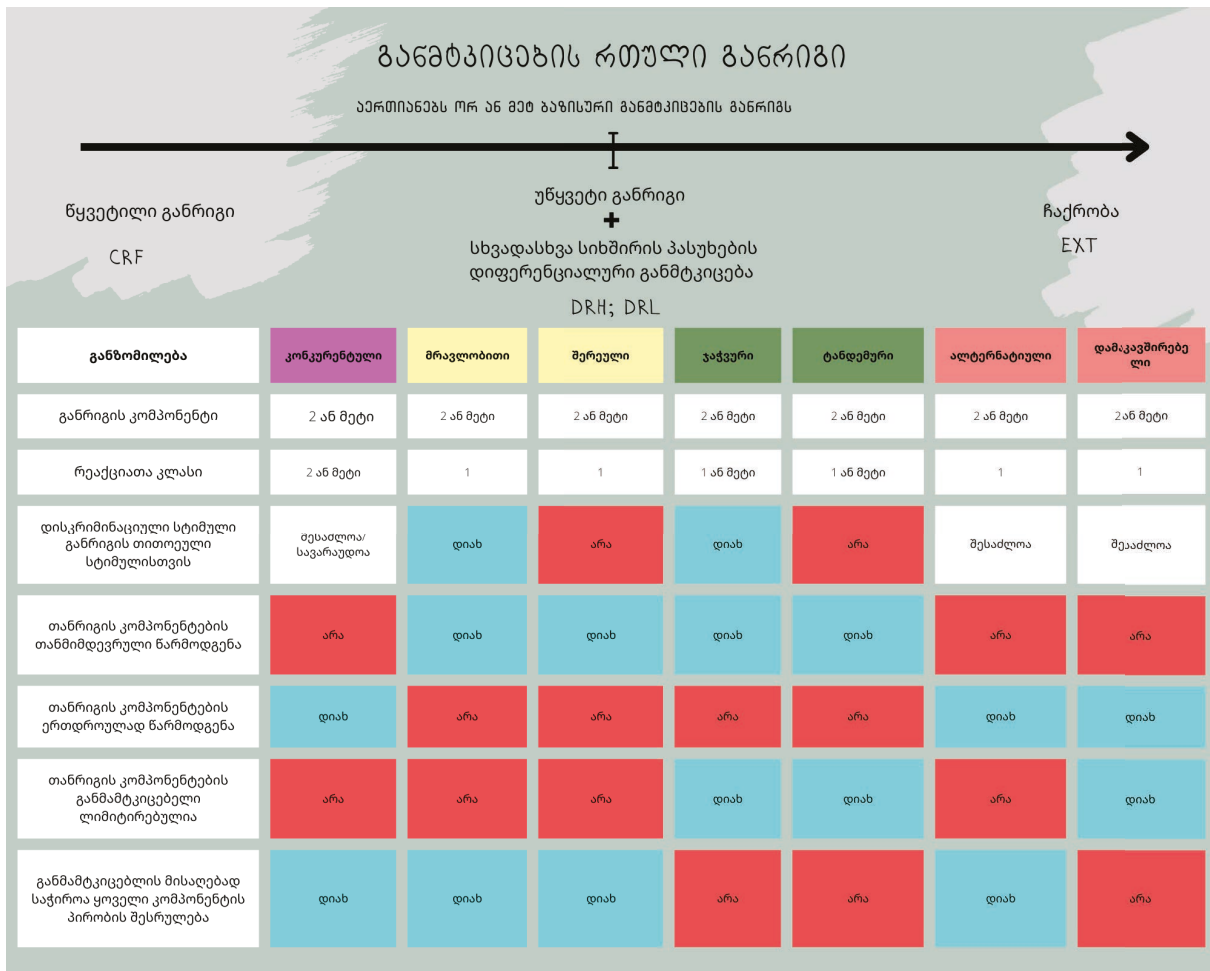 განმტკიცების რთული განრიგი
აერთიანებს ორ ან მეტ ბაზისური განმტკიცების განრიგს
წყვეტილი განრიგი
CRF
უწყვეტი განრიგი
+
სხვადასხვა სიხშირის პასუხების
დიფერენციალური განმტკიცება
DRH; DRL
ჩაქრობა
EXT
განზომილება
კონკურენტული
მრავლობითი
შერეული
ჯაჭვური
ტანდემური
ალტერნატიული
დამაკავშირებე
ლი
განრიგის კომპონენტი
2 ან მეტი
2 ან მეტი
2 ან მეტი
2 ან მეტი
2 ან მეტი
2 ან მეტი
2 ან მეტი
რეაქციათა კლასი
2 ან მეტი
1
1
1 ან მეტი
1 ან მეტი
1
1
დისკრიმინაციული სტიმული
განრიგის თითოეული
სტიმულისთვის
შესაძლოა/
სავარაუდოა
დიახ
არა
დიახ
არა
შესაძლოა
შესაძლოა
თანრიგის კომპონენტების
თანმიმდევრული წარმოდგენა
არა
დიახ
დიახ
დიახ
დიახ
არა
არა
თანრიგის კომპონენტების
ერთდროულად წარმოდგენა
დიახ
არა
არა
არა
არა
დიახ
დიახ
თანრიგის კომპონენტების
განმამტკიცებელი
ლიმიტირებულია
არა
არა
არა
დიახ
დიახ
არა
დიახ
განმამტკიცებლის მისაღებად
საჭიროა ყოველი კომპონენტის
პირობის შესრულება
დიახ
დიახ
დიახ
არა
არა
დიახ
არა